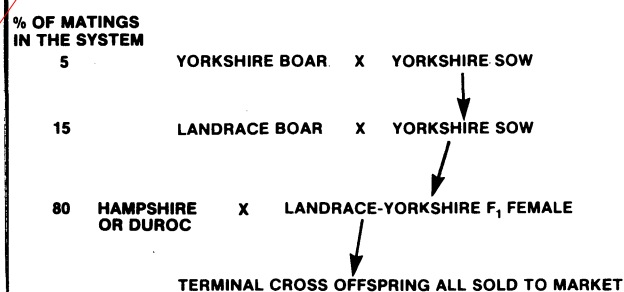 % OF MATINGS
IN THE SYSTEM
5 YORKSHIRE BOAR X YORKSHIRE SOW
15 LANDRACE BOAR X YORKSHIRE SOW
80 HAMPSHIRE X LANDRACE-YORKSHIRE F₁ FEMALE
OR DUROC
TERMINAL CROSS OFFSPRING ALL SOLD TO MARKET